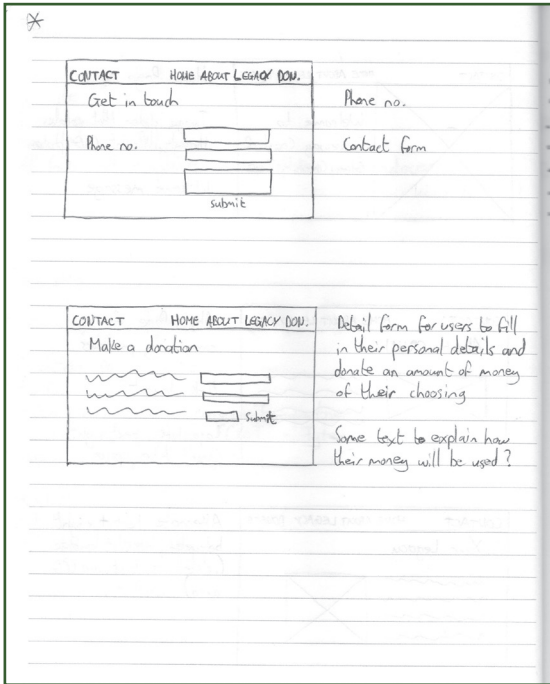 CONTACT HOME ABOUT LEGACY DON.
Get in touch
Phone no.
submit
Phone no.
Contact form
CONTACT HOME ABOUT LEGACY DON.
Make a donation
Submit
Detail form for users to fill
in their personal details and
donate an amount of money
of their choosing
Some text to explain how
their money will be used?